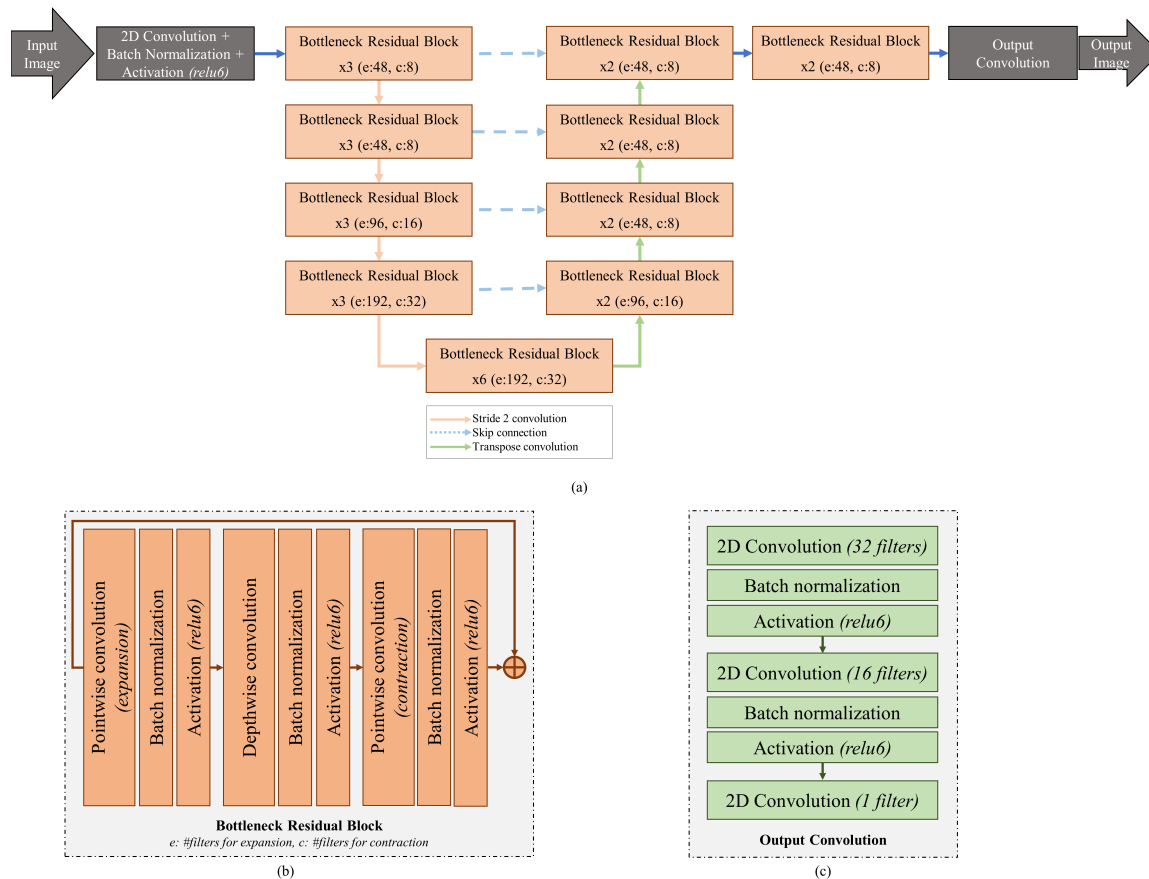 Input
Image
2D Convolution +
Batch Normalization +
Activation (relu6)
Bottleneck Residual Block
x3 (e:48, c:8)
Bottleneck Residual Block
x2 (e:48, c:8)
Bottleneck Residual Block
x2 (e:48, c:8)
Output
Convolution
Output
Image
Bottleneck Residual Block
x3 (e:48, c:8)
Bottleneck Residual Block
x2 (e:48, c:8)
Bottleneck Residual Block
x3 (e:96, c:16)
Bottleneck Residual Block
x2 (e:48, c:8)
Bottleneck Residual Block
x3 (e:192, c:32)
Bottleneck Residual Block
x2 (e:96, c:16)
Bottleneck Residual Block
x6 (e:192, c:32)
Stride 2 convolution
Skip connection
Transpose convolution
(a)
Pointwise convolution
(expansion)
Batch normalization
Activation (relu6)
Depthwise convolution
Batch normalization
Activation (relu6)
Pointwise convolution
(contraction)
Batch normalization
Activation (relu6)
Bottleneck Residual Block
e: #filters for expansion, c: #filters for contraction
(b)
2D Convolution (32 filters)
Batch normalization
Activation (relu6)
2D Convolution (16 filters)
Batch normalization
Activation (relu6)
2D Convolution (1 filter)
Output Convolution
(c)